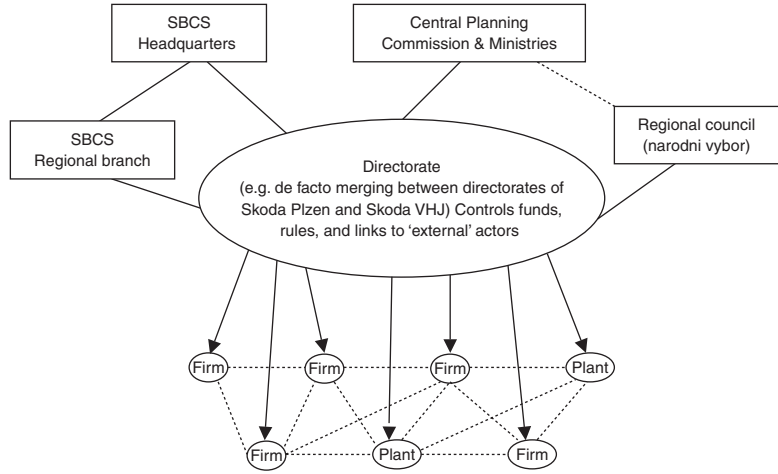 SBCS
Headquarters
Central Planning
Commission & Ministries
SBCS
Regional branch
Regional council
(narodni vybor)
Directorate
(e.g. de facto merging between directorates of
Skoda Plzen and Skoda VHJ) Controls funds,
rules, and links to ‘external’ actors
Firm
Firm
Firm
Plant
Firm
Plant
Firm